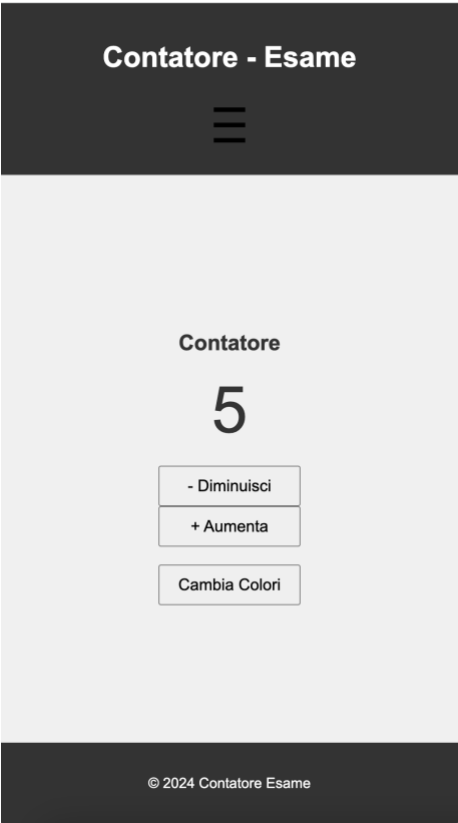 Contatore - Esame
Contatore
5
- Diminuisci
+ Aumenta
Cambia Colori
© 2024 Contatore Esame